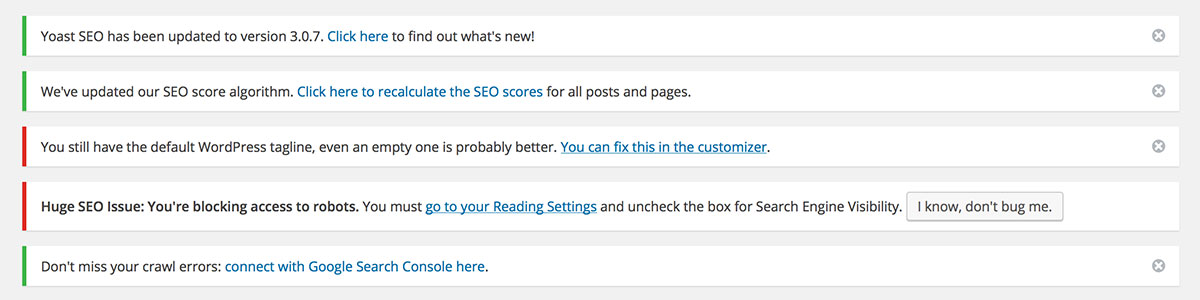 Yoast SEO has been updated to version 3.0.7. Click here to find out what's new!
We've updated our SEO score algorithm. Click here to recalculate the SEO scores for all posts and pages.
You still have the default WordPress tagline, even an empty one is probably better. You can fix this in the customizer.
Huge SEO Issue: You're blocking access to robots. You must go to your Reading Settings and uncheck the box for Search Engine Visibility. I know, don't bug me.
Don't miss your crawl errors: connect with Google Search Console here.